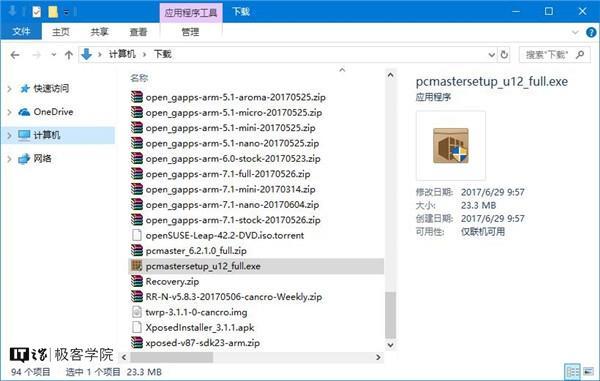 应用程序工具 下载
文件 主页 共享 查看 管理
计算机 下载
搜索"下载"
名称
快速访问
OneDrive
计算机
网络
open_gapps-arm-5.1-aroma-20170525.zip
open_gapps-arm-5.1-micro-20170525.zip
open_gapps-arm-5.1-mini-20170525.zip
open_gapps-arm-5.1-nano-20170525.zip
open_gapps-arm-6.0-stock-20170523.zip
open_gapps-arm-7.1-full-20170526.zip
open_gapps-arm-7.1-mini-20170314.zip
open_gapps-arm-7.1-nano-20170604.zip
open_gapps-arm-7.1-stock-20170526.zip
openSUSE-Leap-42.2-DVD.iso.torrent
pcmaster_6.2.1.0_full.zip
pcmastersetup_u12_full.exe
Recovery.zip
RR-N-v5.8.3-20170506-cancro-Weekly.zip
twrp-3.1.1-0-cancro.img
XposedInstaller_3.1.1.apk
xposed-v87-sdk23-arm.zip
pcmastersetup_u12_full.exe
应用程序
修改日期: 2017/6/29 9:57
大小: 23.3 MB
创建日期: 2017/6/29 9:57
可用性: 仅联机可用
IT之家 极客学院
94 个项目 选中 1 个项目 23.3 MB